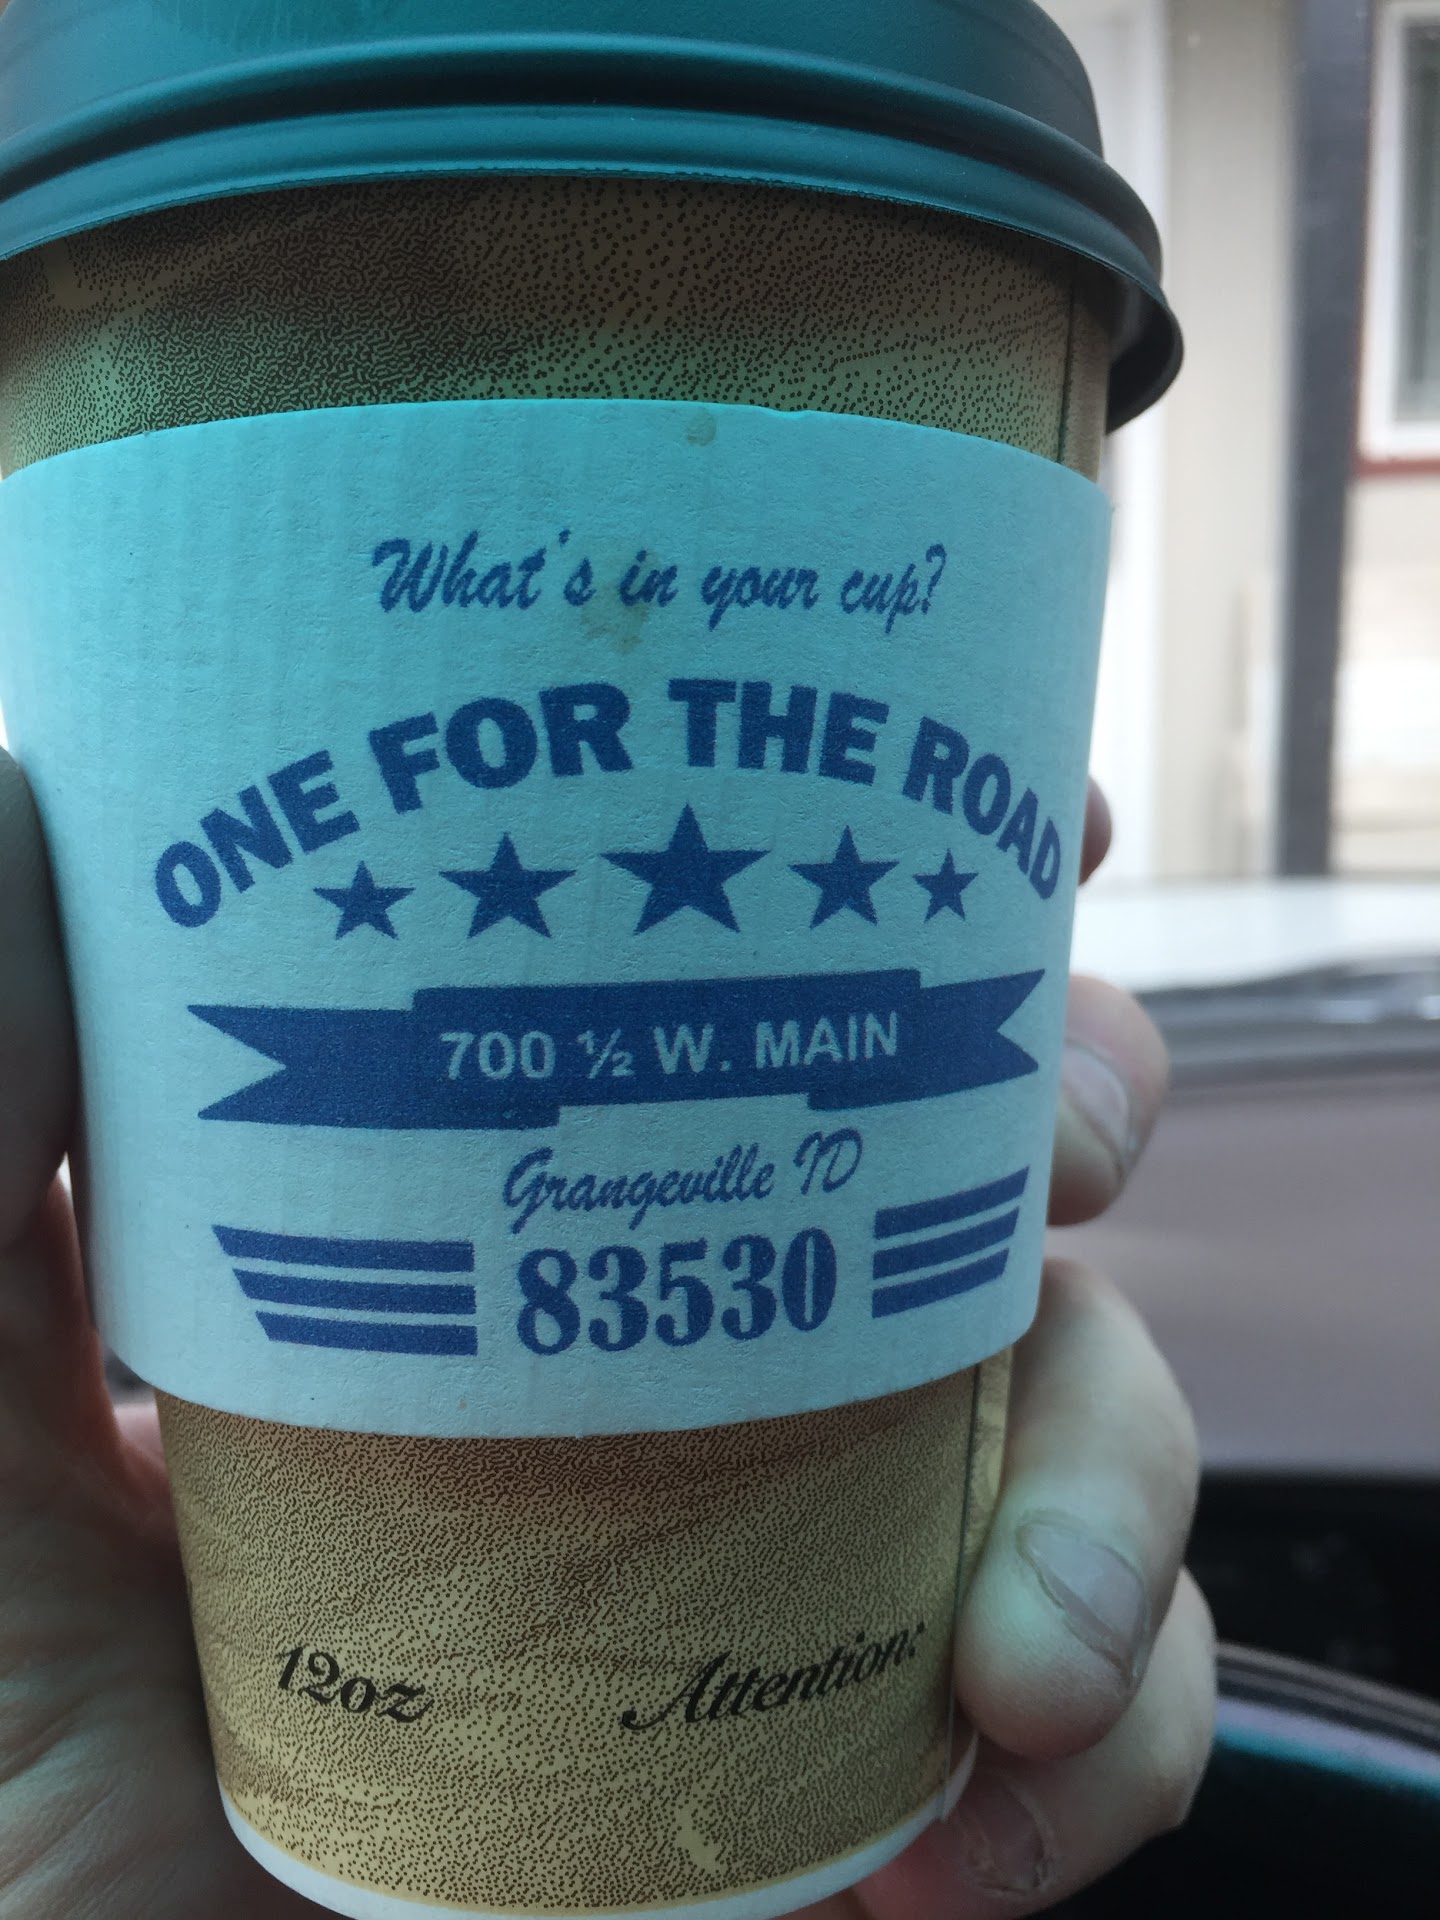 What's in your cup?
ONE FOR THE ROAD
700 ½ W. MAIN
Grangeville ID
83530
12oz
Attention: